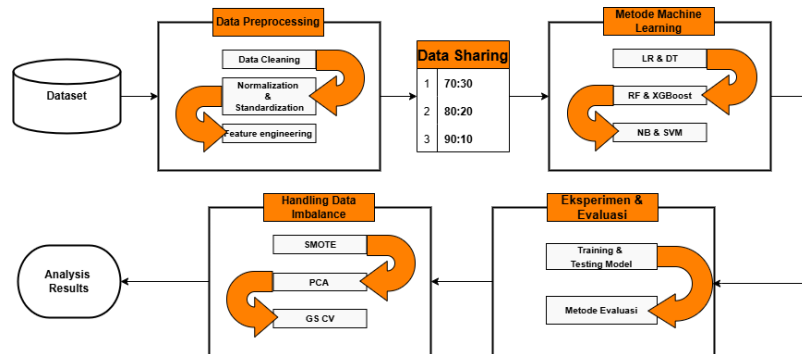 Data Preprocessing
Data Cleaning
Normalization
&
Standardization
Feature engineering
Dataset
Data Sharing
1 70:30
2 80:20
3 90:10
Metode Machine
Learning
LR & DT
RF & XGBoost
NB & SVM
Handling Data
Imbalance
SMOTE
PCA
GS CV
Eksperimen &
Evaluasi
Training &
Testing Model
Metode Evaluasi
Analysis
Results